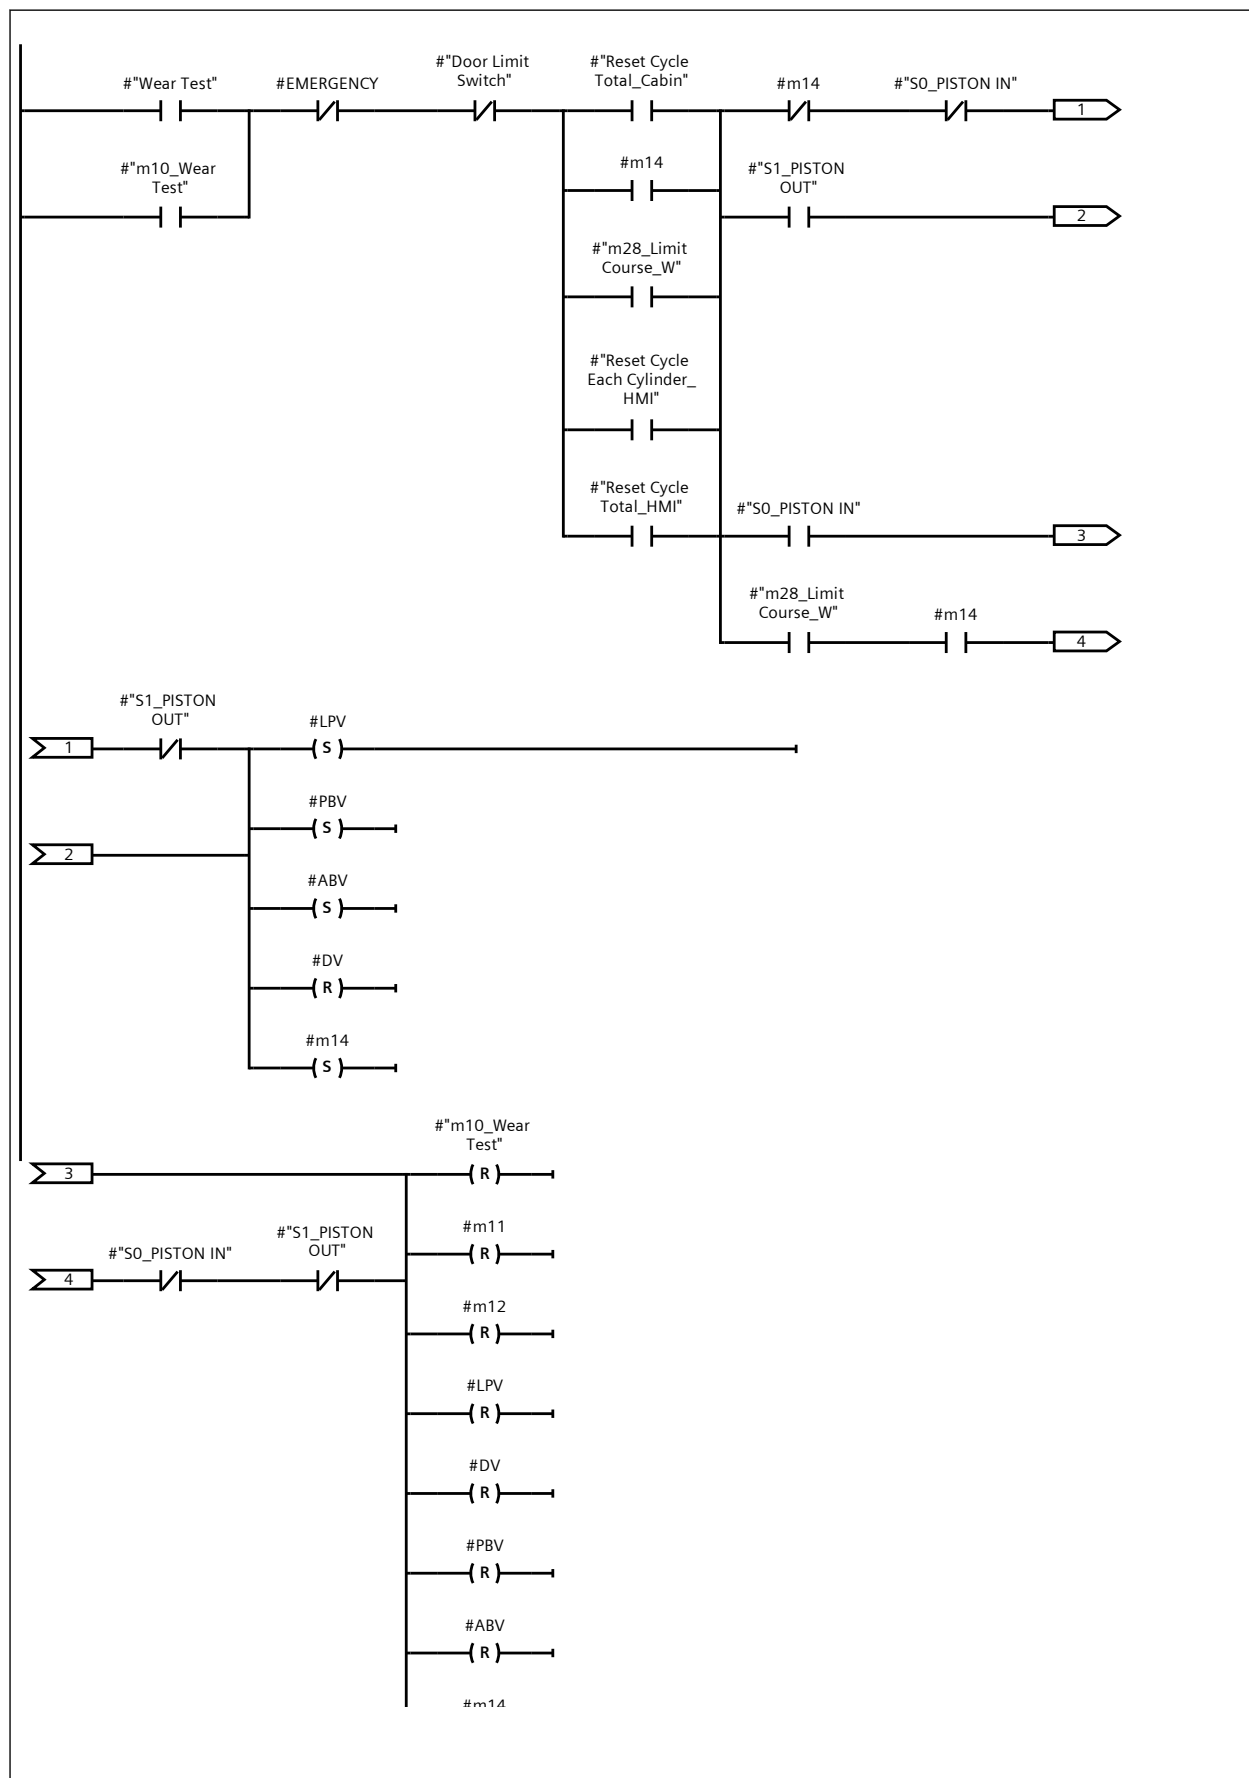 #"Wear Test"
#EMERGENCY
#"Door Limit
Switch"
#"Reset Cycle
Total_Cabin"
#m14
#"S0_PISTON IN"
1
#"m10_Wear
Test"
#m14
#"S1_PISTON
OUT"
2
#"m28_Limit
Course_W"
#"Reset Cycle
Each Cylinder_
HMI"
#"Reset Cycle
Total_HMI"
#"S0_PISTON IN"
3
#"m28_Limit
Course_W"
#m14
4
#"S1_PISTON
OUT"
#LPV
1
S
#PBV
S
2
#ABV
S
#DV
R
#m14
S
#"m10_Wear
Test"
3
R
#m11
R
#"S0_PISTON IN"
#"S1_PISTON
OUT"
4
#m12
R
#LPV
R
#DV
R
#PBV
R
#ABV
R
#m14